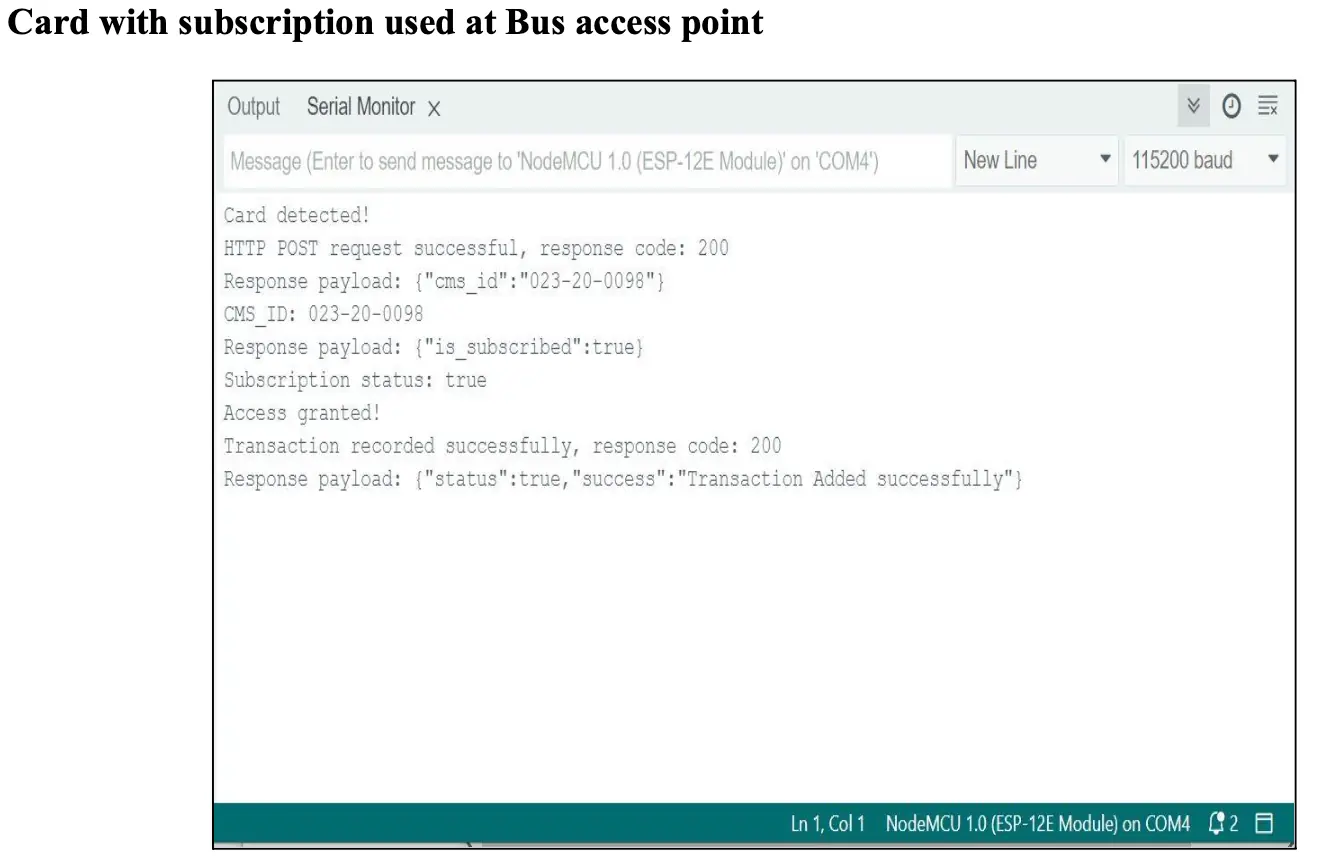 Card with subscription used at Bus access point
Output Serial Monitor X
Message (Enter to send message to 'NodeMCU 1.0 (ESP-12E Module)' on 'COM4') New Line 115200 baud
Card detected!
HTTP POST request successful, response code: 200
Response payload: {"cms_id":"023-20-0098"}
CMS_ID: 023-20-0098
Response payload: {"is_subscribed":true}
Subscription status: true
Access granted!
Transaction recorded successfully, response code: 200
Response payload: {"status":true,"success":"Transaction Added successfully"}
Ln 1, Col 1 NodeMCU 1.0 (ESP-12E Module) on COM4 2